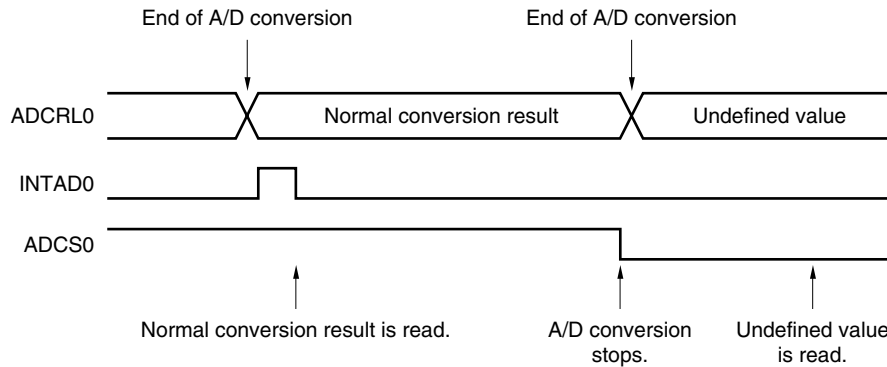 End of A/D conversion
End of A/D conversion
ADCRL0
Normal conversion result
Undefined value
INTAD0
ADCS0
Normal conversion result is read.
A/D conversion
stops.
Undefined value
is read.